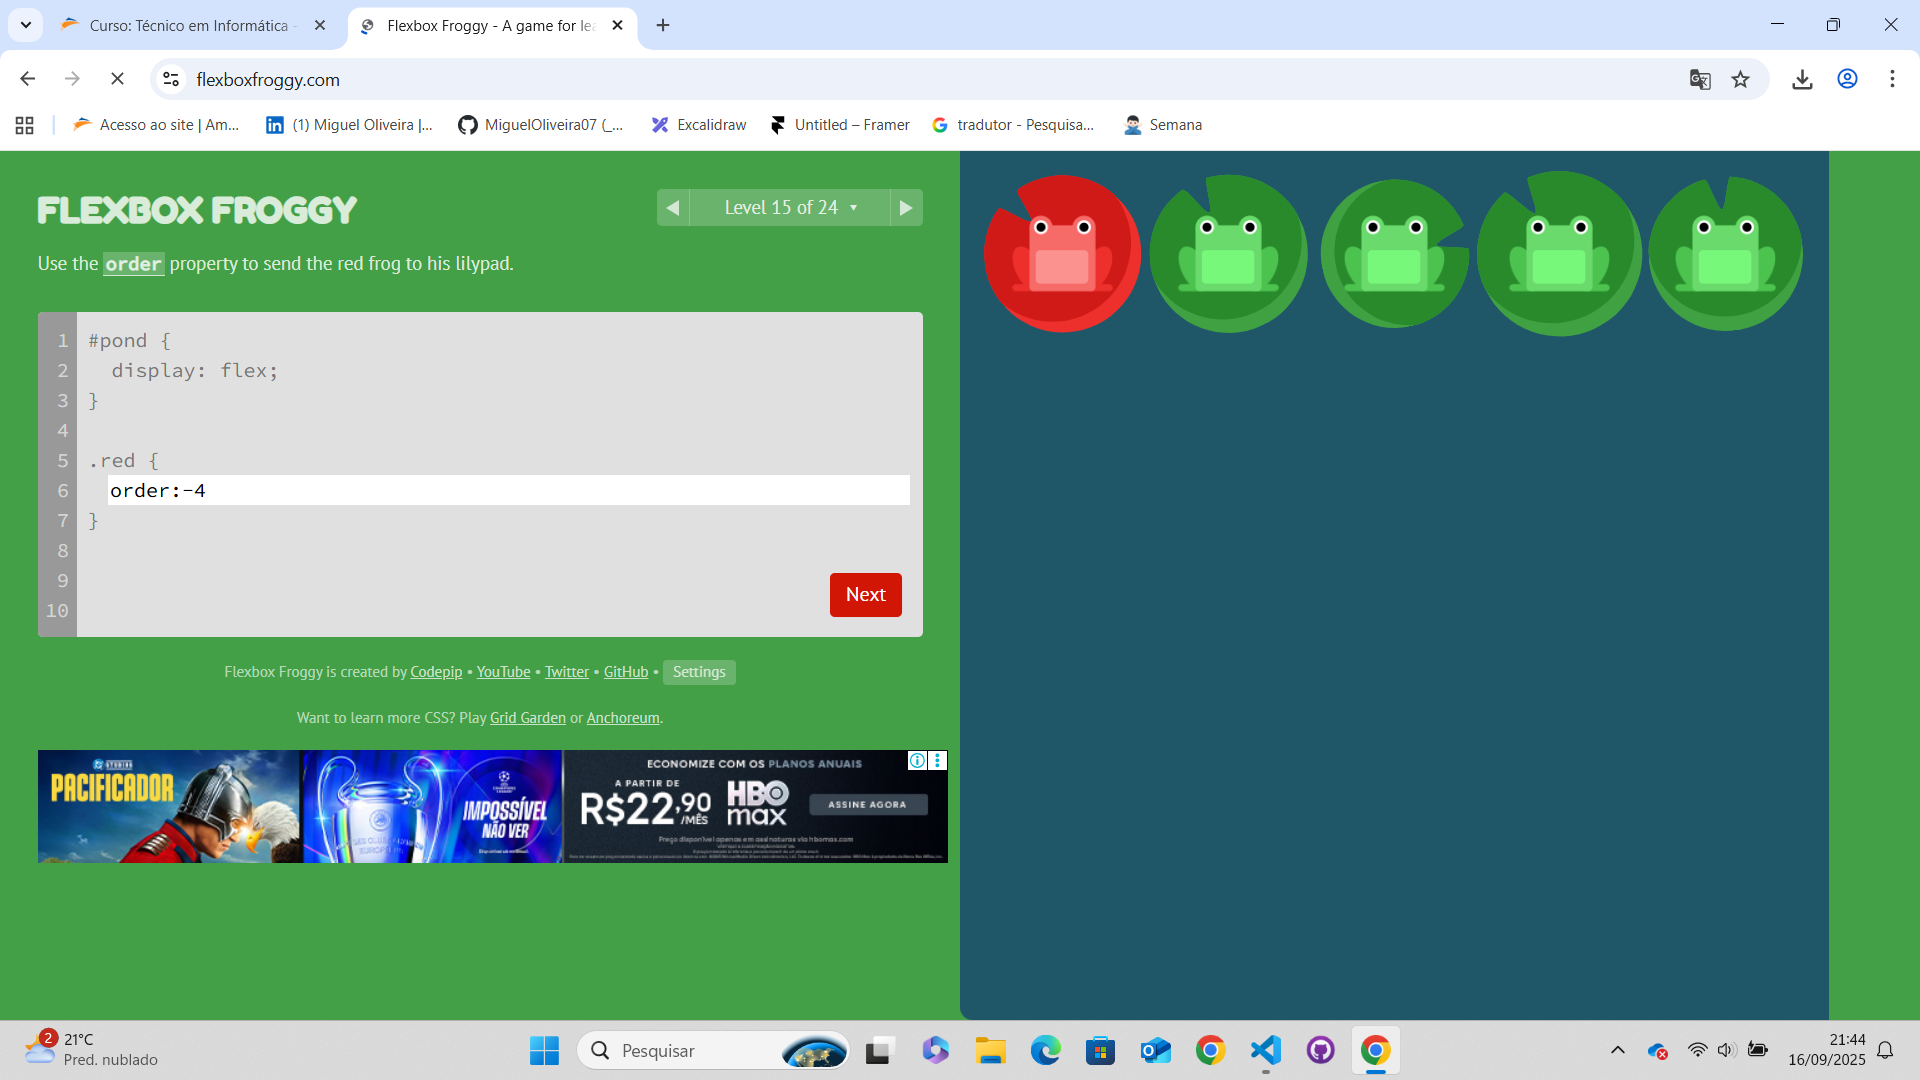 Curso: Técnico em Informática -
Flexbox Froggy - A game for lea
flexboxfroggy.com
Acesso ao site | Am...
(1) Miguel Oliveira |...
MiguelOliveira07 (_...
Excalidraw
Untitled – Framer
tradutor - Pesquisa...
Semana
FLEXBOX FROGGY
Level 15 of 24
Use the order property to send the red frog to his lilypad.
1 #pond {
2 display: flex;
3 }
4
5 .red {
6 order:-4
7 }
8
9
10
Next
Flexbox Froggy is created by Codepip • YouTube • Twitter • GitHub • Settings
Want to learn more CSS? Play Grid Garden or Anchoreum.
STUDIOS
PACIFICADOR
IMPOSSÍVEL
NÃO VER
ECONOMIZE COM OS PLANOS ANUAIS
A PARTIR DE
R$22,90
/MÊS
HBO
max
ASSINE AGORA
2
21°C
Pred. nublado
Pesquisar
21:44
16/09/2025